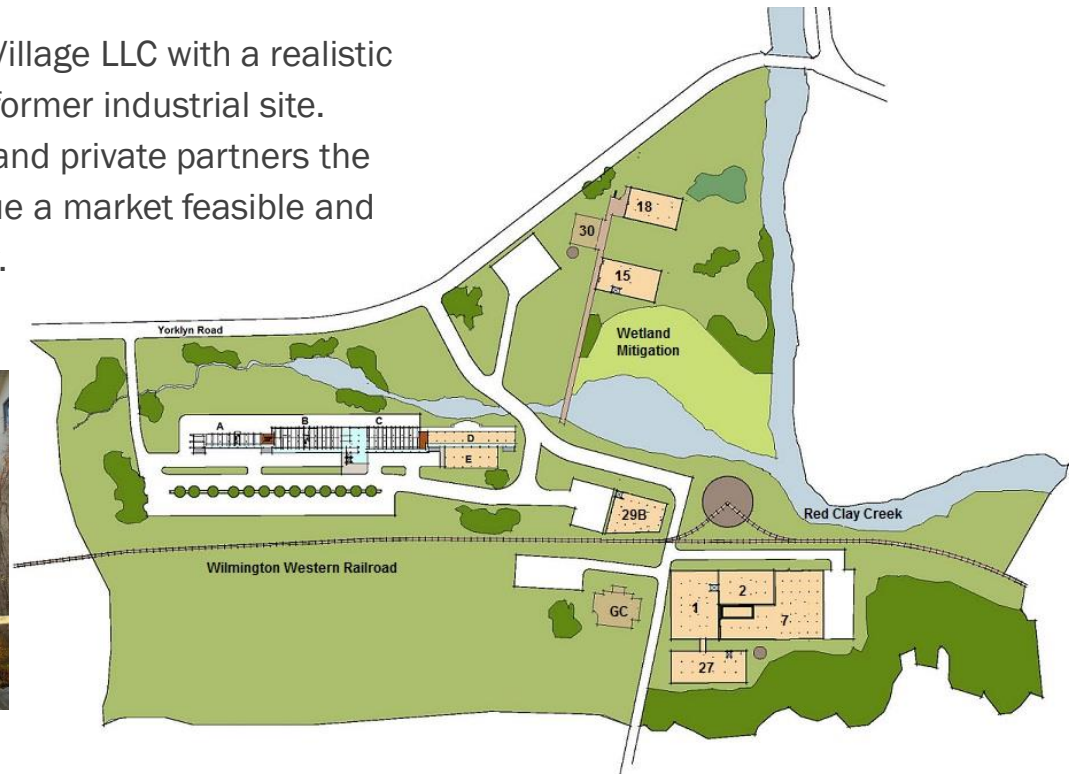 Village LLC with a realistic
former industrial site.
and private partners the
ue a market feasible and
.
18
30
15
Wetland
Mitigation
Yorklyn Road
A
B
C
D
E
29B
Red Clay Creek
Wilmington Western Railroad
GC
1
2
7
27